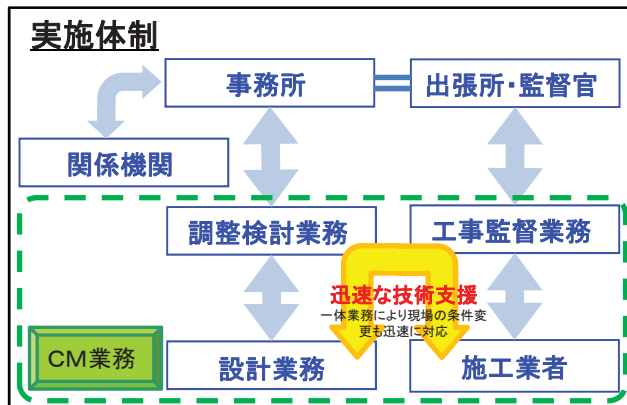 実施体制
事務所
出張所・監督官
関係機関
調整検討業務
工事監督業務
迅速な技術支援
一体業務により現場の条件変
更も迅速に対応
CM業務
設計業務
施工業者